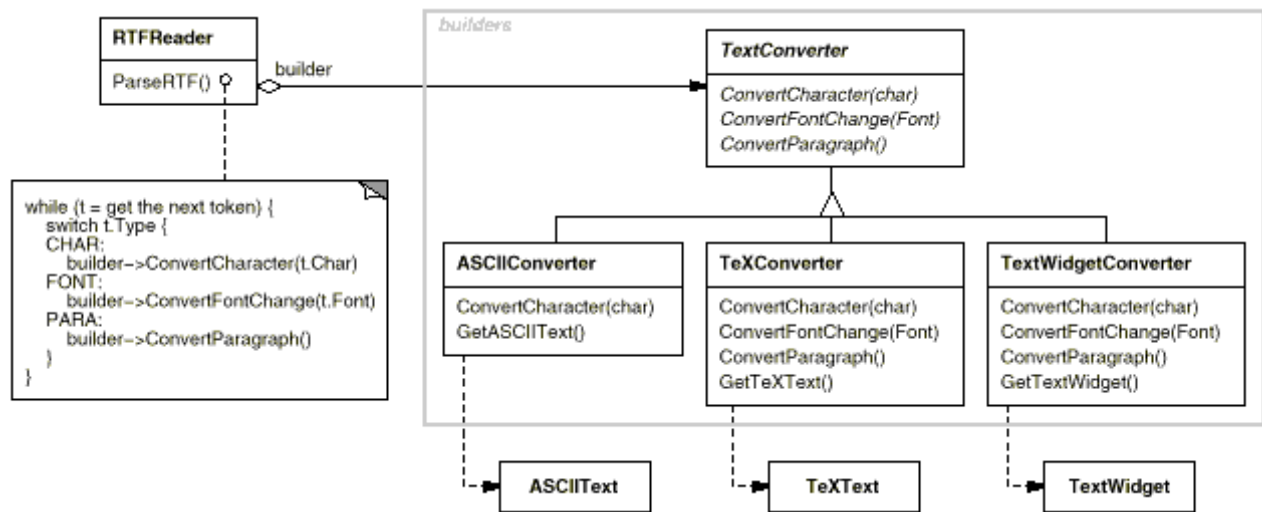 builders
RTFReader
ParseRTF()
builder
TextConverter
ConvertCharacter(char)
ConvertFontChange(Font)
ConvertParagraph()
while (t = get the next token) {
switch t.Type {
CHAR:
builder->ConvertCharacter(t.Char)
FONT:
builder->ConvertFontChange(t.Font)
PARA:
builder->ConvertParagraph()
}
}
ASCIIConverter
ConvertCharacter(char)
GetASCIIText()
TeXConverter
ConvertCharacter(char)
ConvertFontChange(Font)
ConvertParagraph()
GetTeXText()
TextWidgetConverter
ConvertCharacter(char)
ConvertFontChange(Font)
ConvertParagraph()
GetTextWidget()
ASCIIText
TeXText
TextWidget